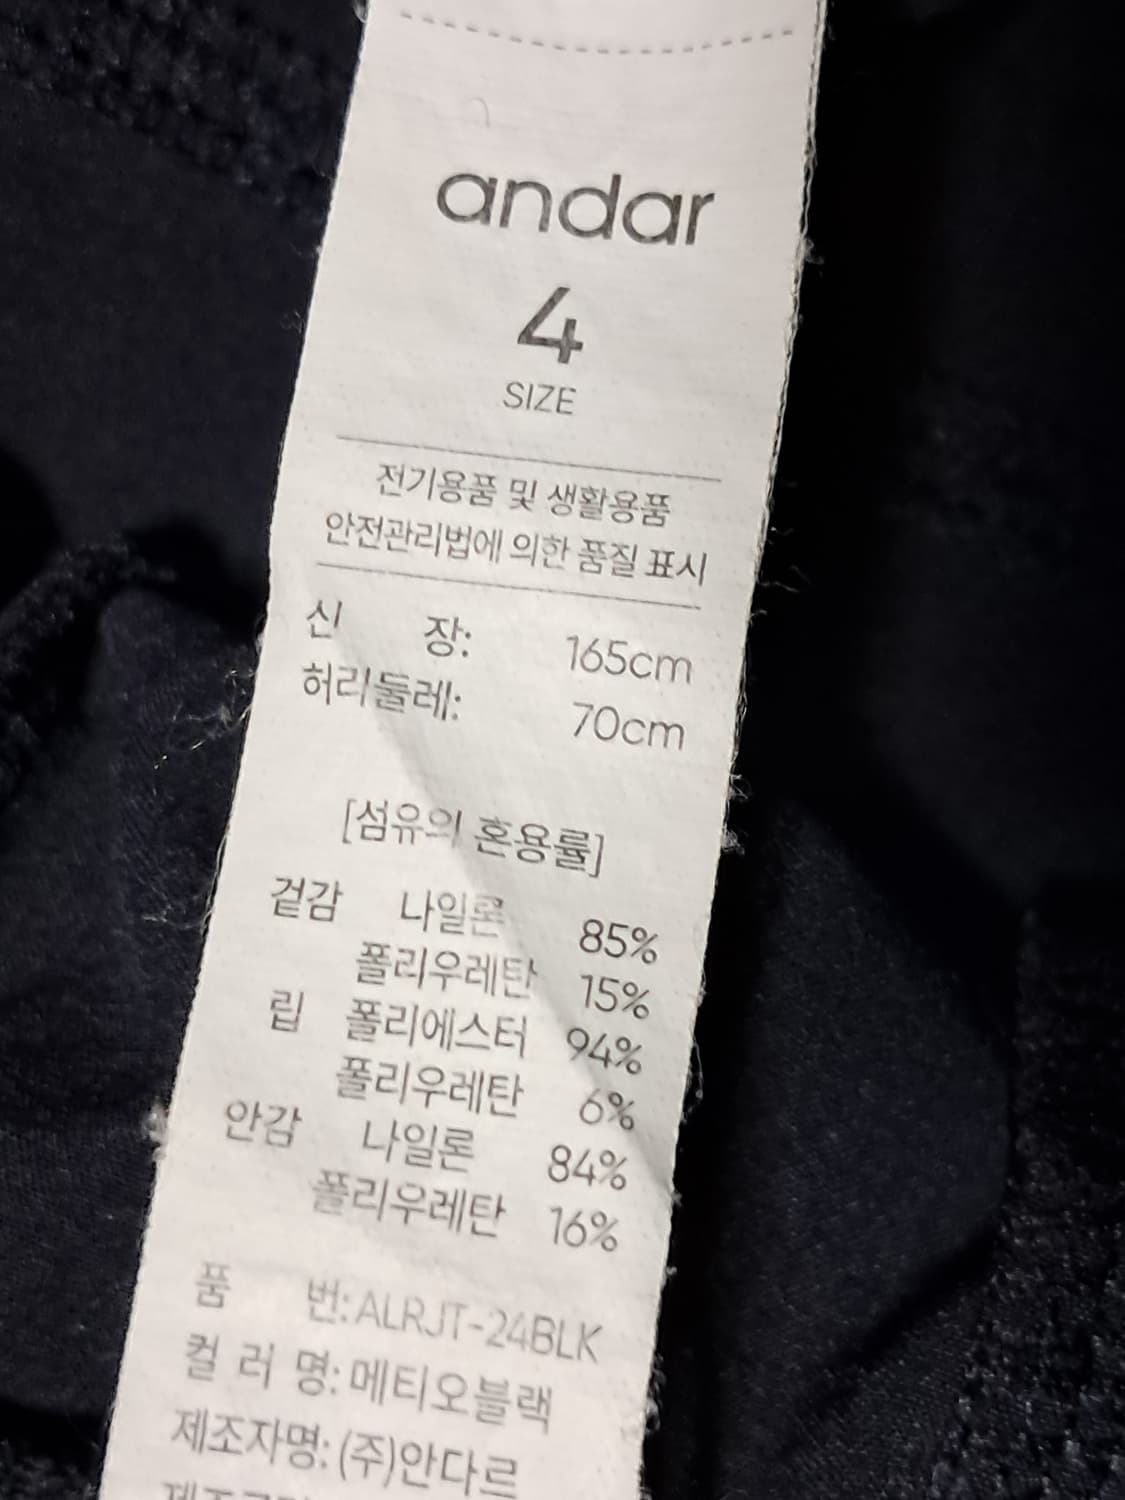 andar
4
SIZE
전기용품 및 생활용품
안전관리법에 의한 품질 표시
신 장: 165cm
허리둘레: 70cm
[섬유의 혼용률]
겉감 나일론 85%
폴리우레탄 15%
립 폴리에스터 94%
폴리우레탄 6%
안감 나일론 84%
폴리우레탄 16%
품 번: ALRJT-24BLK
컬 러 명: 메티오블랙
제조자명: (주)안다르